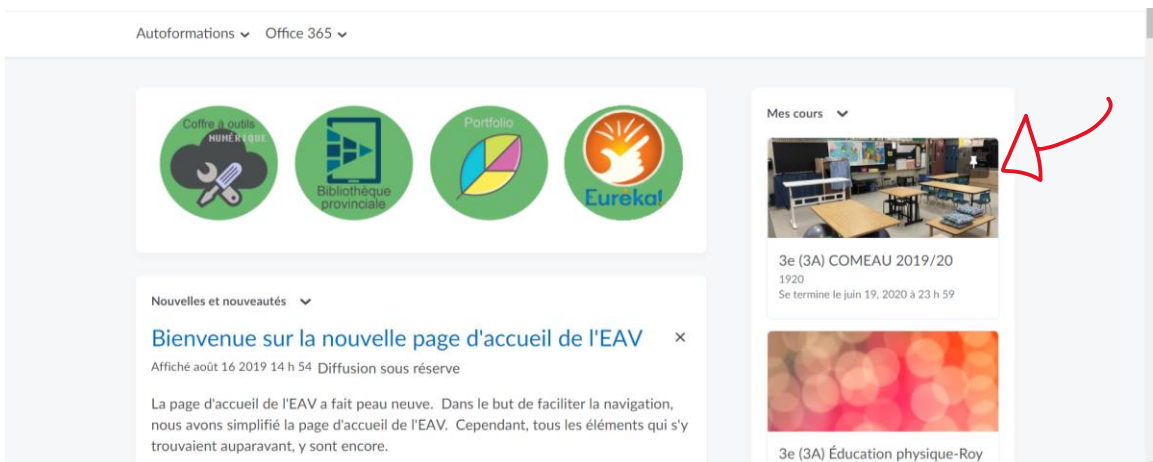 Autoformations Office 365
Coffre à outils
NUMÉRIQUE
Bibliothèque
provinciale
Portfolio
Eurêka!
Nouvelles et nouveautés
Bienvenue sur la nouvelle page d'accueil de l'EAV
Affiché août 16 2019 14 h 54 Diffusion sous réserve
La page d'accueil de l'EAV a fait peau neuve. Dans le but de faciliter la navigation,
nous avons simplifié la page d'accueil de l'EAV. Cependant, tous les éléments qui s'y
trouvaient auparavant, y sont encore.
Mes cours
3e (3A) COMEAU 2019/20
1920
Se termine le juin 19, 2020 à 23 h 59
3e (3A) Éducation physique-Roy